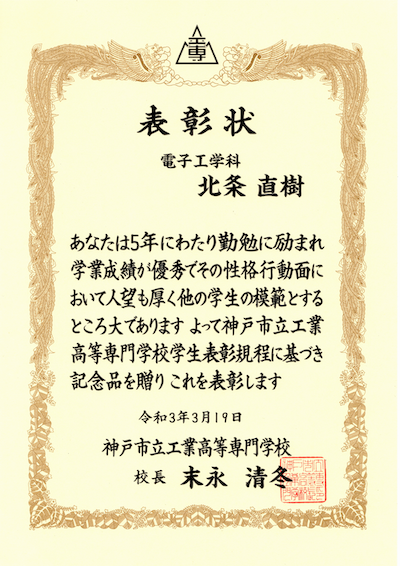 工専
表彰状
電子工学科
北条 直樹
あなたは5年にわたり勤勉に励まれ
学業成績が優秀でその性格行動面に
おいて人望も厚く他の学生の模範とする
ところ大であります よって神戸市立工業
高等専門学校学生表彰規程に基づき
記念品を贈り これを表彰します
令和3年3月19日
神戸市立工業高等専門学校
校長 末永 清冬